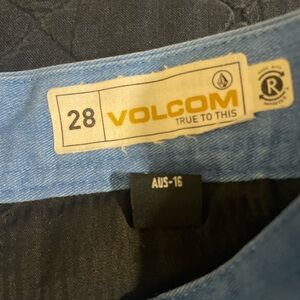 28
VOLCOM
TRUE TO THIS
R
AUS-16